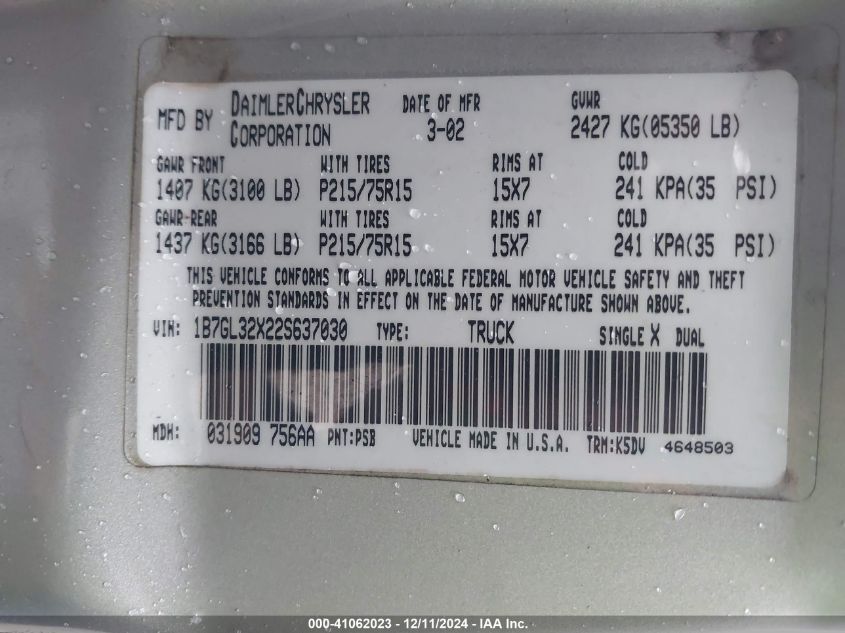 MFD BY DAIMLERCHRYSLER CORPORATION DATE OF MFR 3-02 GVWR 2427 KG(05350 LB)
GAWR FRONT WITH TIRES RIMS AT COLD
1407 KG(3100 LB) P215/75R15 15X7 241 KPA(35 PSI)
GAWR-REAR WITH TIRES RIMS AT COLD
1437 KG(3166 LB) P215/75R15 15X7 241 KPA(35 PSI)
THIS VEHICLE CONFORMS TO ALL APPLICABLE FEDERAL MOTOR VEHICLE SAFETY AND THEFT
PREVENTION STANDARDS IN EFFECT ON THE DATE OF MANUFACTURE SHOWN ABOVE.
VIN: 1B7GL32X22S637030 TYPE: TRUCK SINGLE X DUAL
MDH: 031909 756AA PNT:PSB VEHICLE MADE IN U.S.A. TRM:K5DV 4648503
000-41062023 - 12/11/2024 - IAA Inc.